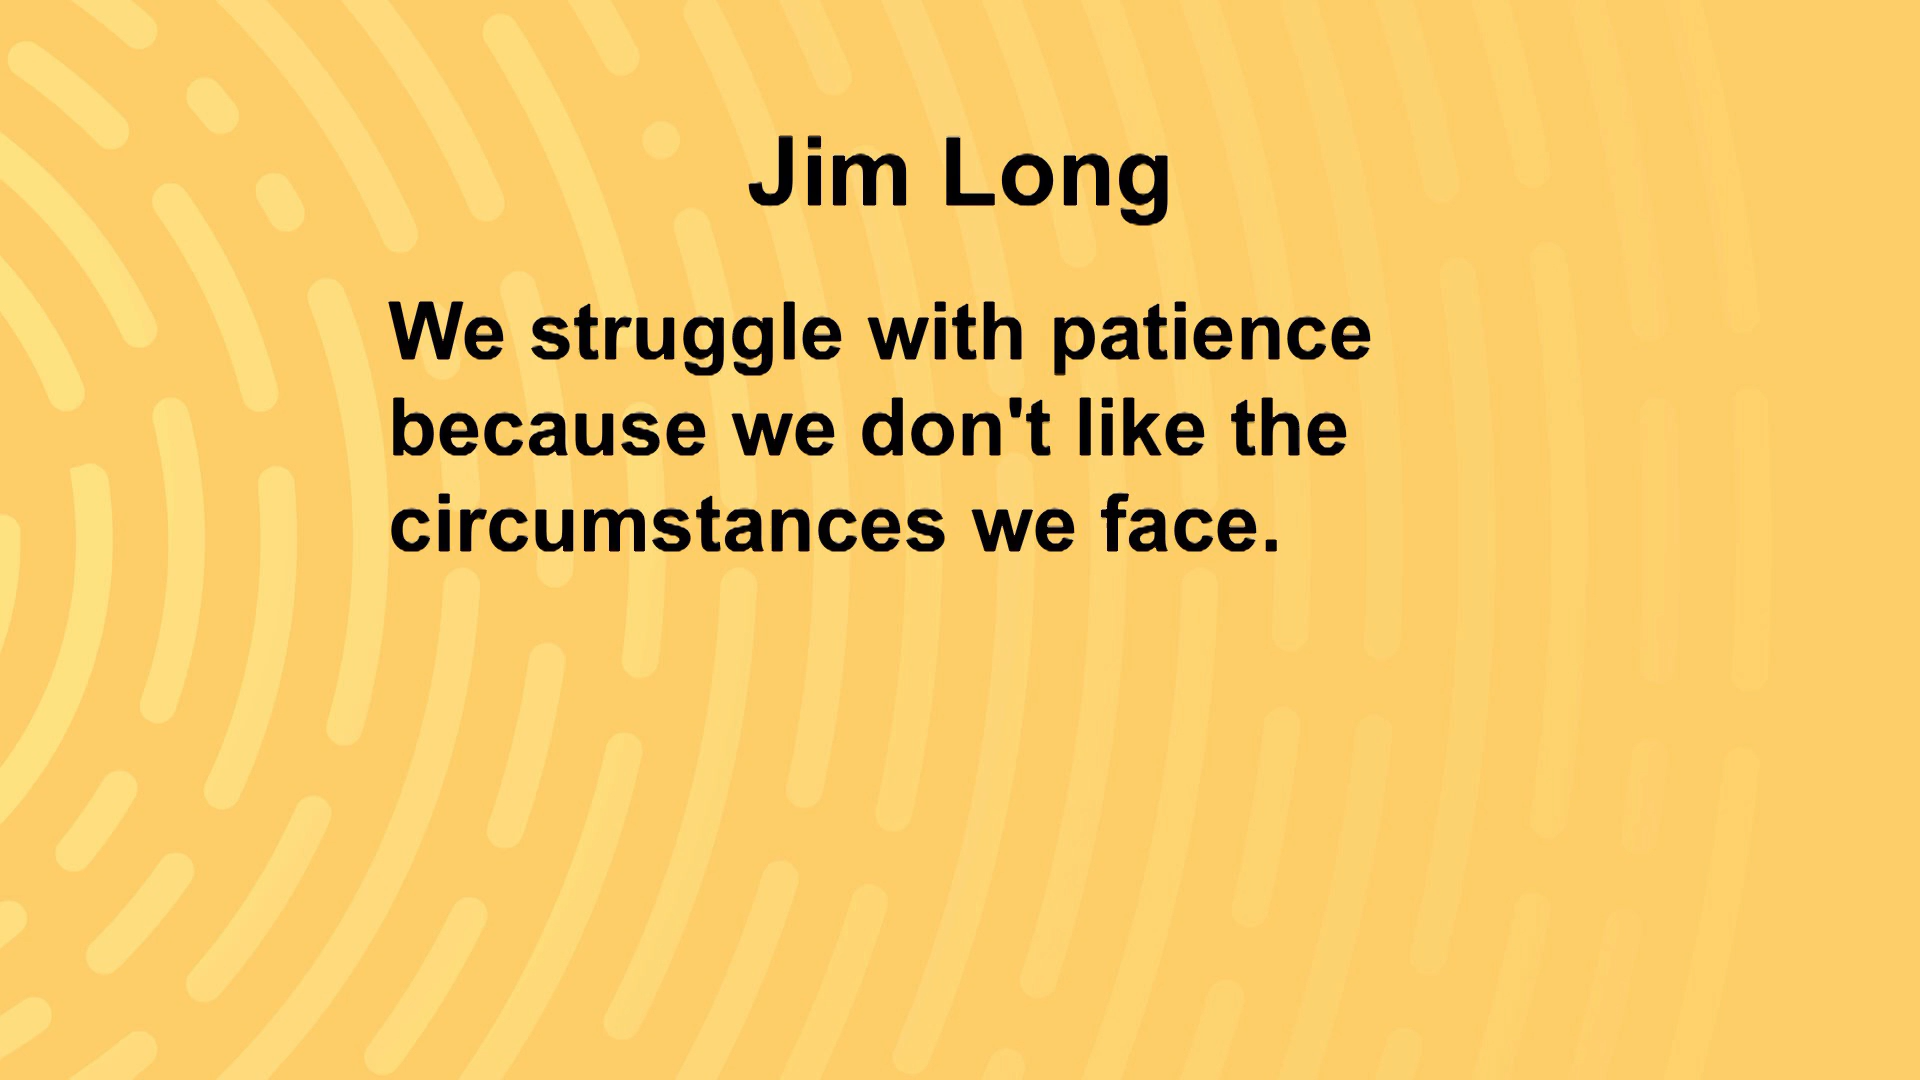 Jim Long
We struggle with patience
because we don't like the
circumstances we face.